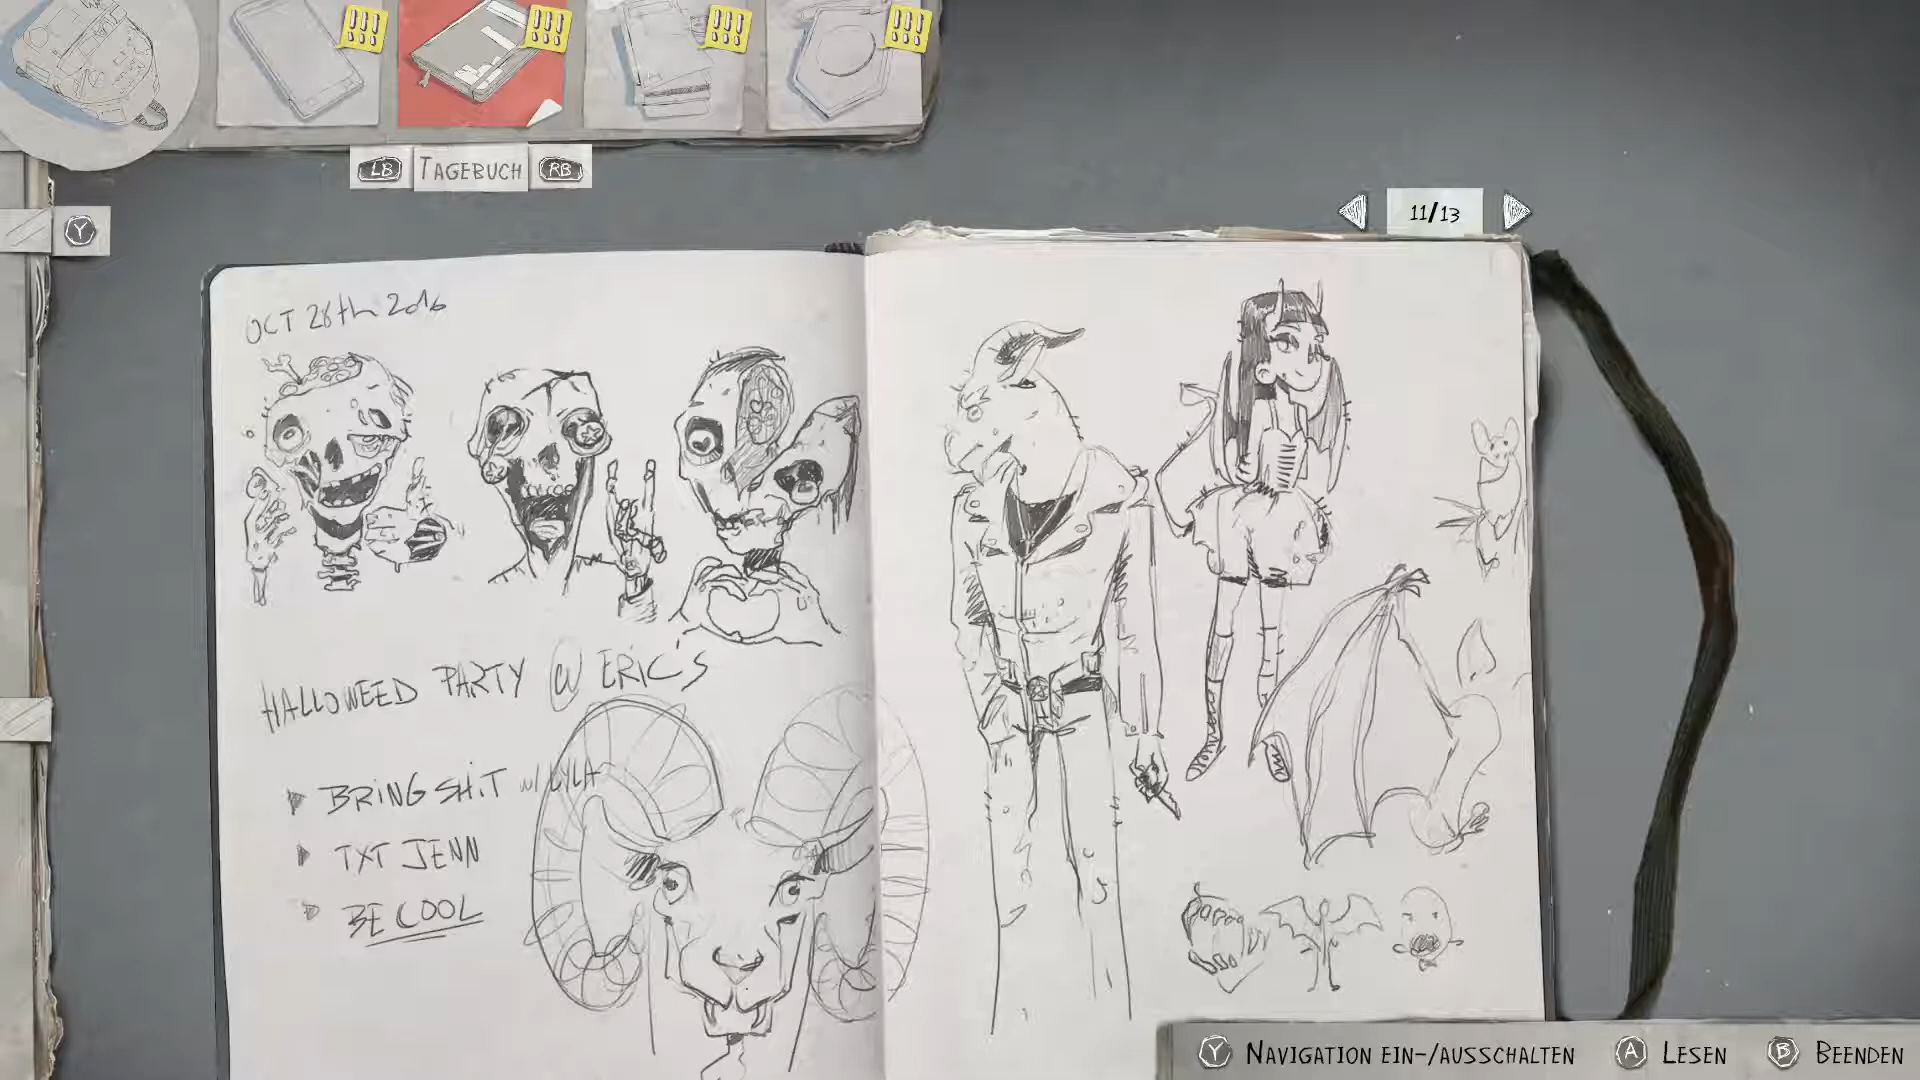 !!!
!!!
!!!
!!!
LB TAGEBUCH RB
Y
11/13
OCT 28th 2016
HALLOWEED PARTY @ ERIC'S
BRING SHIT w/ LYLA
TXT JENN
BE COOL
Y NAVIGATION EIN-/AUSSCHALTEN A LESEN B BEENDEN